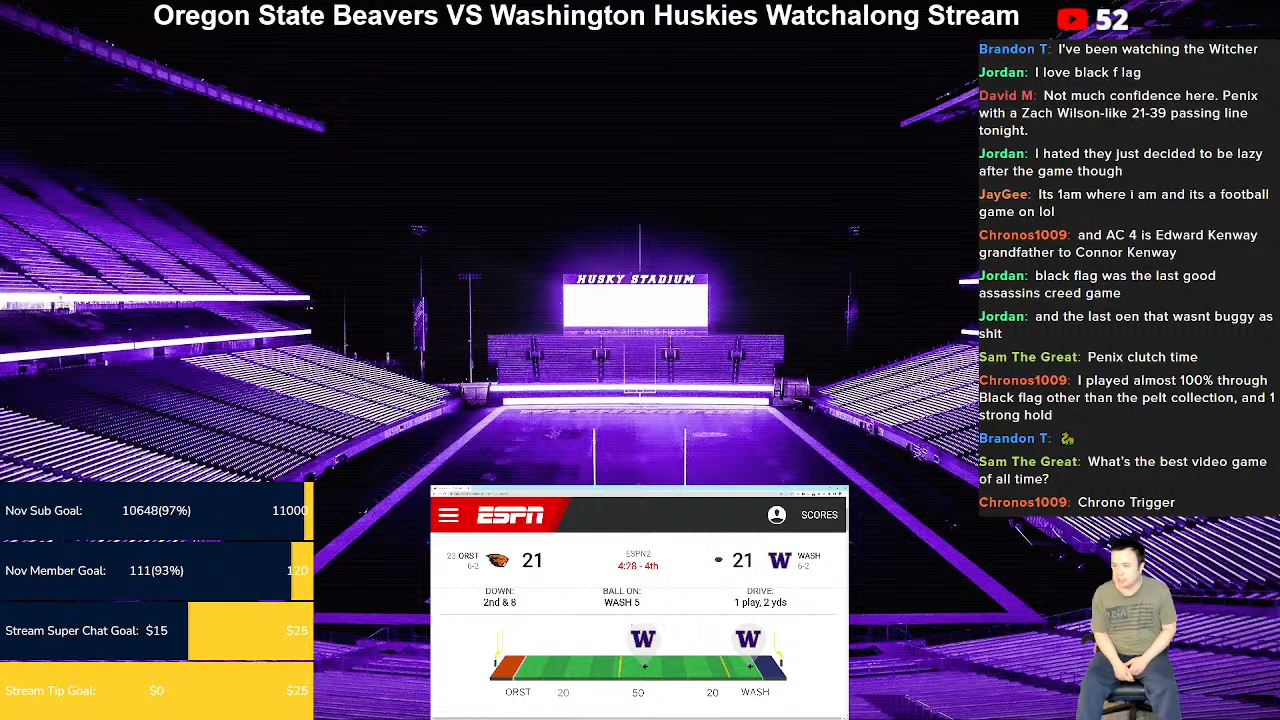 Oregon State Beavers VS Washington Huskies Watchalong Stream
52
Brandon T: I've been watching the Witcher
Jordan: I love black f lag
David M: Not much confidence here. Penix
with a Zach Wilson-like 21-39 passing line
tonight.
Jordan: I hated they just decided to be lazy
after the game though
JayGee: Its 1am where i am and its a football
game on lol
Chronos1009: and AC 4 is Edward Kenway
grandfather to Connor Kenway
Jordan: black flag was the last good
assassins creed game
Jordan: and the last oen that wasnt buggy as
shit
Sam The Great: Penix clutch time
Chronos1009: I played almost 100% through
Black flag other than the pelt collection, and 1
strong hold
Brandon T: 🐍
Sam The Great: What's the best video game
of all time?
Chronos1009: Chrono Trigger
HUSKY STADIUM
ALASKA AIRLINES FIELD
Nov Sub Goal: 10648(97%) 11000
Nov Member Goal: 111(93%) 120
Stream Super Chat Goal: $15 $25
Stream Tip Goal: $0 $25
ESPN SCORES
23 ORST 6-2 21
ESPN2
4:28 - 4th
21 W WASH 6-2
DOWN: BALL ON: DRIVE:
2nd & 8 WASH 5 1 play, 2 yds
W W
ORST 20 50 20 WASH